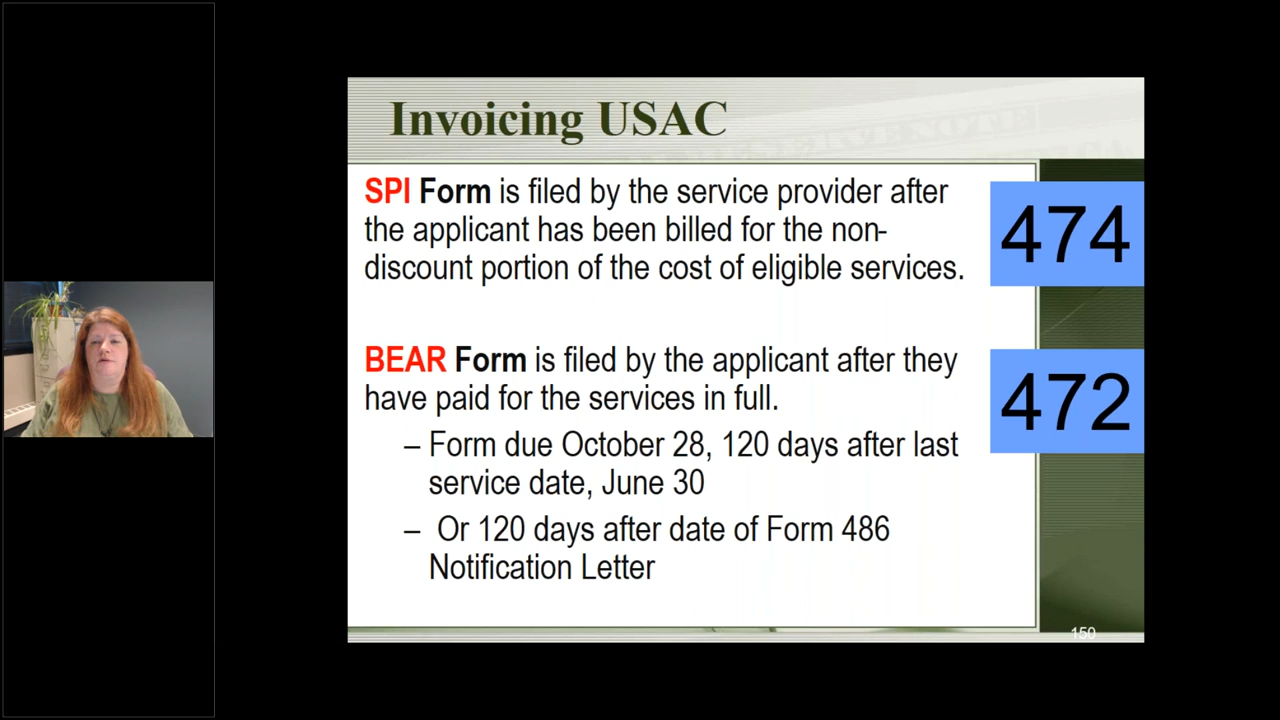 Invoicing USAC
SPI Form is filed by the service provider after
the applicant has been billed for the non-
discount portion of the cost of eligible services.
474
BEAR Form is filed by the applicant after they
have paid for the services in full.
472
– Form due October 28, 120 days after last
service date, June 30
– Or 120 days after date of Form 486
Notification Letter
150